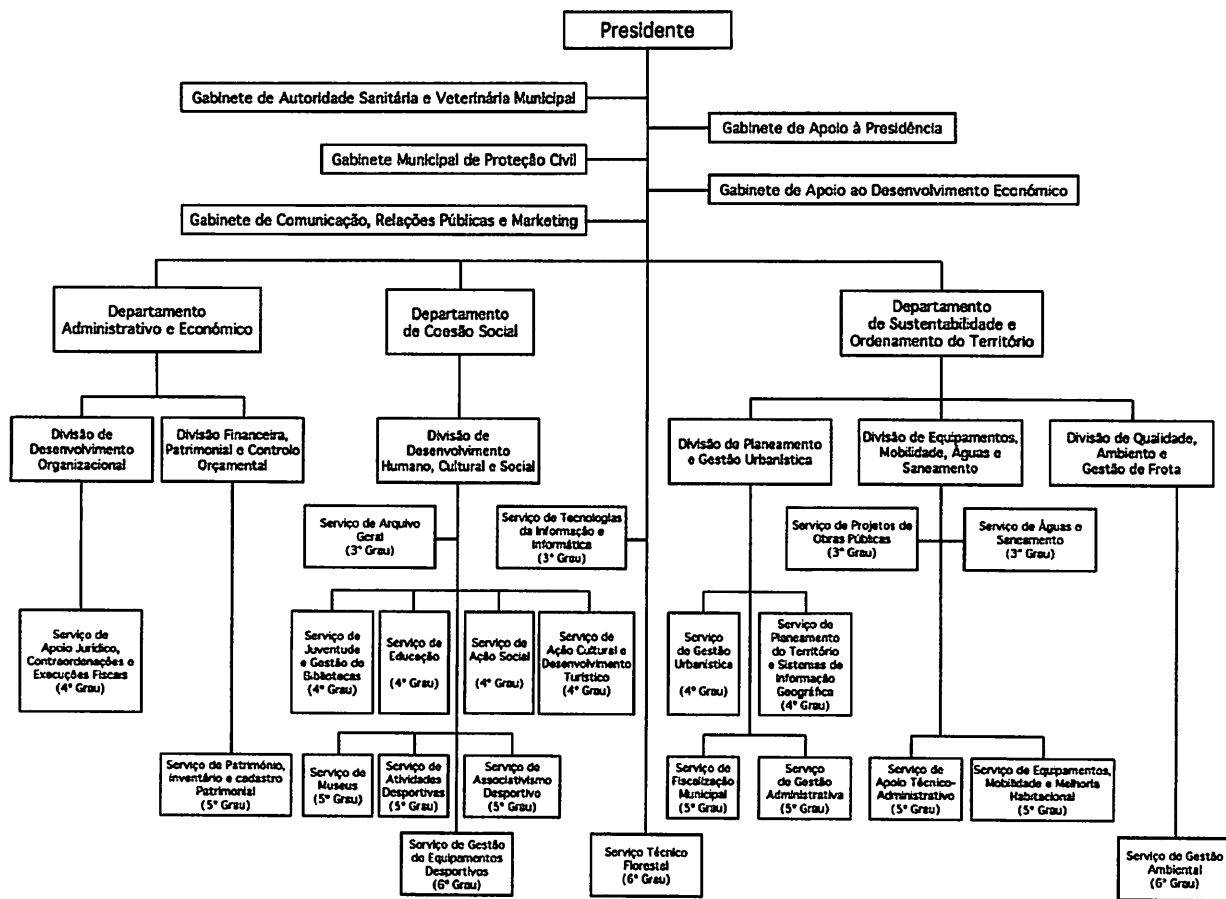 Presidente
Gabinete de Autoridade Sanitária e Veterinária Municipal
Gabinete de Apoio à Presidência
Gabinete Municipal de Proteção Civil
Gabinete de Apoio ao Desenvolvimento Económico
Gabinete de Comunicação, Relações Públicas e Marketing
Departamento
Administrativo e Económico
Departamento
de Coesão Social
Departamento
de Sustentabilidade e
Ordenamento do Território
Divisão de
Desenvolvimento
Organizacional
Divisão Financeira,
Patrimonial e Controlo
Orçamental
Divisão de
Desenvolvimento
Humano, Cultural e Social
Divisão de Planeamento
e Gestão Urbanística
Divisão de Equipamentos,
Mobilidade, Águas e
Saneamento
Divisão de Qualidade,
Ambiente e
Gestão de Frota
Serviço de Arquivo
Geral
(3º Grau)
Serviço de Tecnologias
da Informação e
Informática
(3º Grau)
Serviço de Projetos de
Obras Públicas
(3º Grau)
Serviço de Águas e
Saneamento
(3º Grau)
Serviço de
Apoio Jurídico,
Contraordenações e
Execuções Fiscais
(4º Grau)
Serviço de
Juventude
e Gestão de
Bibliotecas
(4º Grau)
Serviço de
Educação
(4º Grau)
Serviço de
Ação Social
(4º Grau)
Serviço de
Ação Cultural e
Desenvolvimento
Turístico
(4º Grau)
Serviço
de Gestão
Urbanística
(4º Grau)
Serviço de
Planeamento
do Território
e Sistemas de
Informação
Geográfica
(4º Grau)
Serviço de Património,
inventário e cadastro
Patrimonial
(5º Grau)
Serviço de
Museus
(5º Grau)
Serviço de
Atividades
Desportivas
(5º Grau)
Serviço de
Associativismo
Desportivo
(5º Grau)
Serviço de
Fiscalização
Municipal
(5º Grau)
Serviço
de Gestão
Administrativa
(5º Grau)
Serviço de
Apoio Técnico-
Administrativo
(5º Grau)
Serviço de Equipamentos,
Mobilidade e Melhoria
Habitacional
(5º Grau)
Serviço de Gestão
de Equipamentos
Desportivos
(6º Grau)
Serviço Técnico
Florestal
(6º Grau)
Serviço de Gestão
Ambiental
(6º Grau)